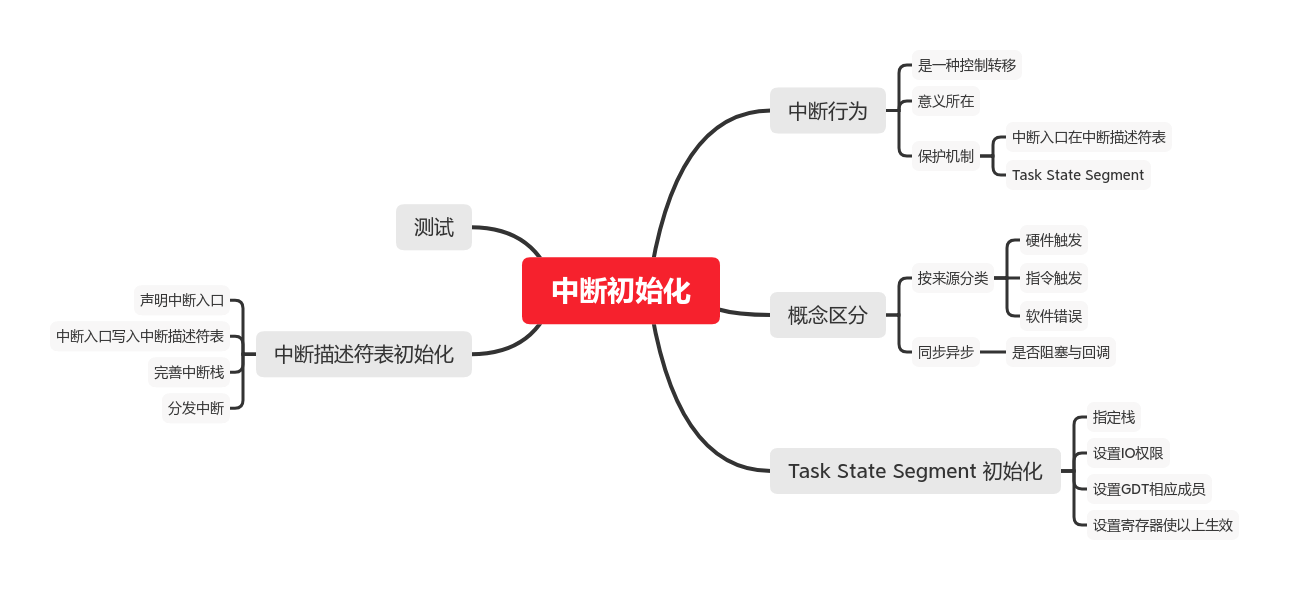 中断初始化
中断行为
是一种控制转移
意义所在
保护机制
中断入口在中断描述符表
Task State Segment
概念区分
按来源分类
硬件触发
指令触发
软件错误
同步异步
是否阻塞与回调
Task State Segment 初始化
指定栈
设置IO权限
设置GDT相应成员
设置寄存器使以上生效
中断描述符表初始化
声明中断入口
中断入口写入中断描述符表
完善中断栈
分发中断
测试